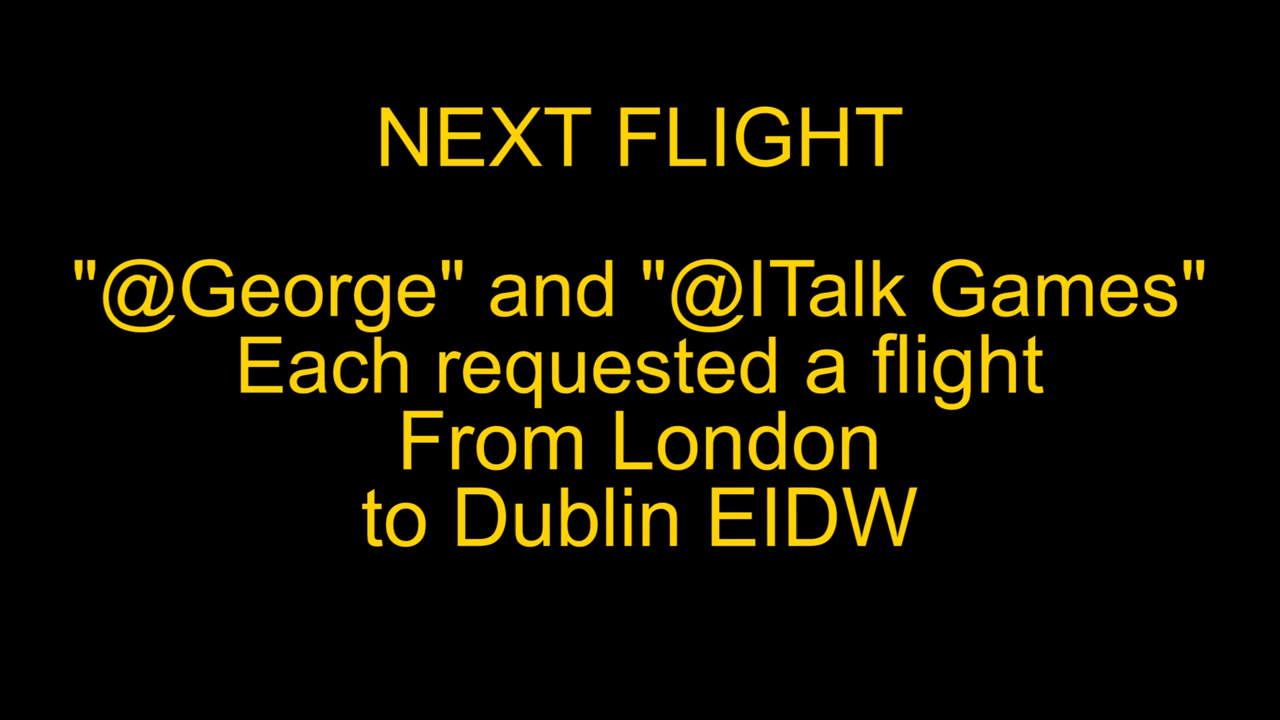 NEXT FLIGHT
"@George" and "@ITalk Games"
Each requested a flight
From London
to Dublin EIDW